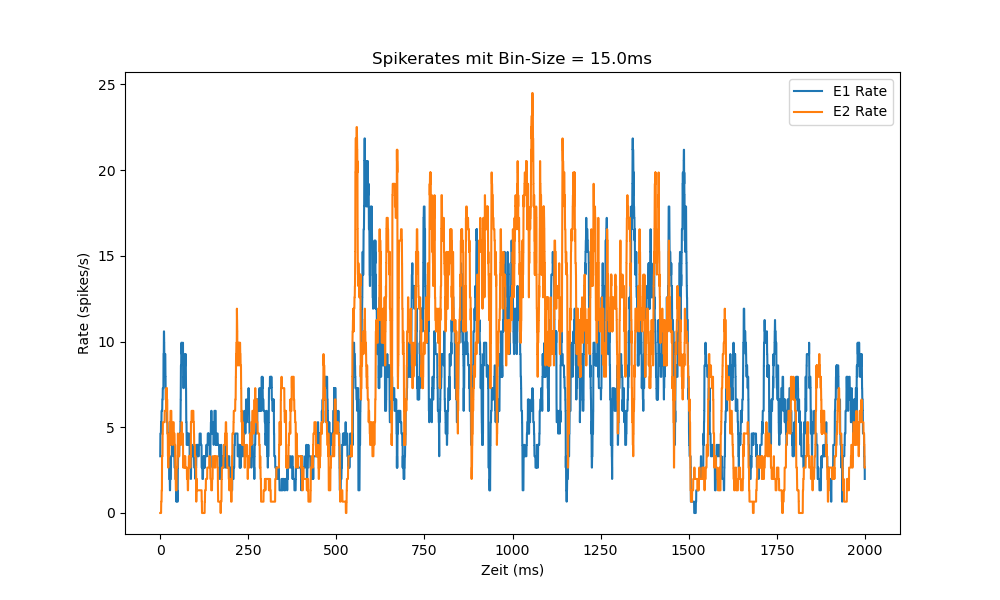 Spikerates mit Bin-Size = 15.0ms
E1 Rate
E2 Rate
Rate (spikes/s)
25
20
15
10
5
0
0 250 500 750 1000 1250 1500 1750 2000
Zeit (ms)